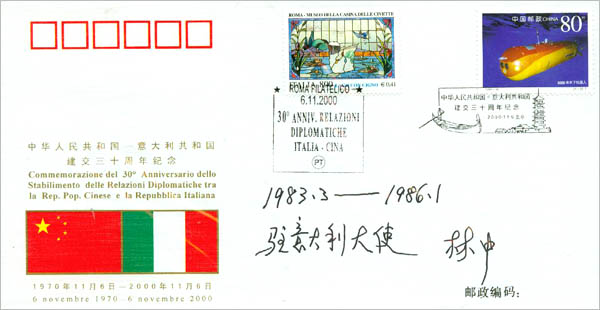 ROMA - MUSEO DELLA CASINA DELLE CIVETTE
ITALIA 800
€ 0,41
中国邮政 CHINA
80分
ROMA FILATELICO
6.11.2000
30° ANNIV. RELAZIONI
DIPLOMATICHE
ITALIA - CINA
PT
中华人民共和国·意大利共和国
建交三十周年纪念
中华人民共和国—意大利共和国
建交三十周年纪念
Commemorazione del 30° Anniversario dello
Stabilimento delle Relazioni Diplomatiche tra
la Rep. Pop. Cinese e la Repubblica Italiana
1983.3——1986.1
驻意大利大使 林中
1970年11月6日—2000年11月6日
6 novembre 1970 - 6 novembre 2000
邮政编码：